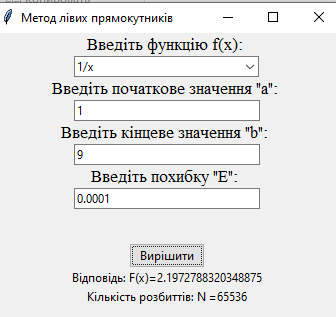 Метод лівих прямокутників
Введіть функцію f(x):
1/x
Введіть початкове значення "a":
1
Введіть кінцеве значення "b":
9
Введіть похибку "E":
0.0001
Вирішити
Відповідь: F(x)=2.1972788320348875
Кількість розбиттів: N =65536